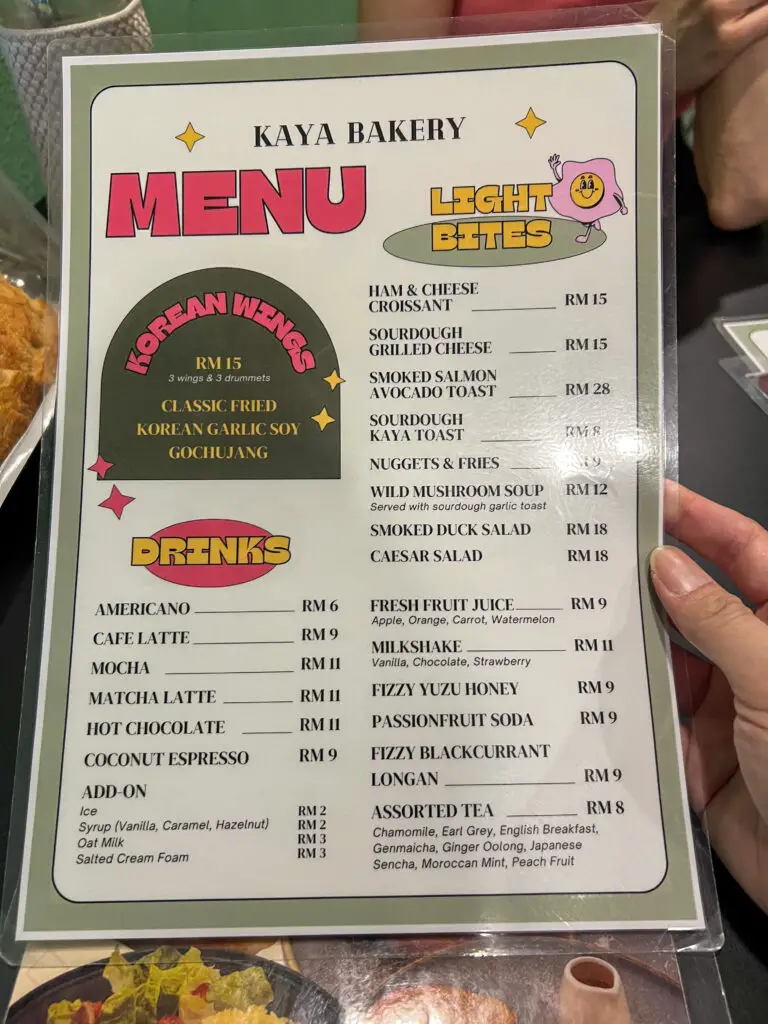 KAYA BAKERY
MENU
KOREAN WINGS
RM 15
3 wings & 3 drummets
CLASSIC FRIED
KOREAN GARLIC SOY
GOCHUJANG
DRINKS
AMERICANO RM 6
CAFE LATTE RM 9
MOCHA RM 11
MATCHA LATTE RM 11
HOT CHOCOLATE RM 11
COCONUT ESPRESSO RM 9
ADD-ON
Ice RM 2
Syrup (Vanilla, Caramel, Hazelnut) RM 2
Oat Milk RM 3
Salted Cream Foam RM 3
LIGHT
BITES
HAM & CHEESE
CROISSANT RM 15
SOURDOUGH
GRILLED CHEESE RM 15
SMOKED SALMON
AVOCADO TOAST RM 28
SOURDOUGH
KAYA TOAST RM 8
NUGGETS & FRIES 9
WILD MUSHROOM SOUP RM 12
Served with sourdough garlic toast
SMOKED DUCK SALAD RM 18
CAESAR SALAD RM 18
FRESH FRUIT JUICE RM 9
Apple, Orange, Carrot, Watermelon
MILKSHAKE RM 11
Vanilla, Chocolate, Strawberry
FIZZY YUZU HONEY RM 9
PASSIONFRUIT SODA RM 9
FIZZY BLACKCURRANT
LONGAN RM 9
ASSORTED TEA RM 8
Chamomile, Earl Grey, English Breakfast,
Genmaicha, Ginger Oolong, Japanese
Sencha, Moroccan Mint, Peach Fruit